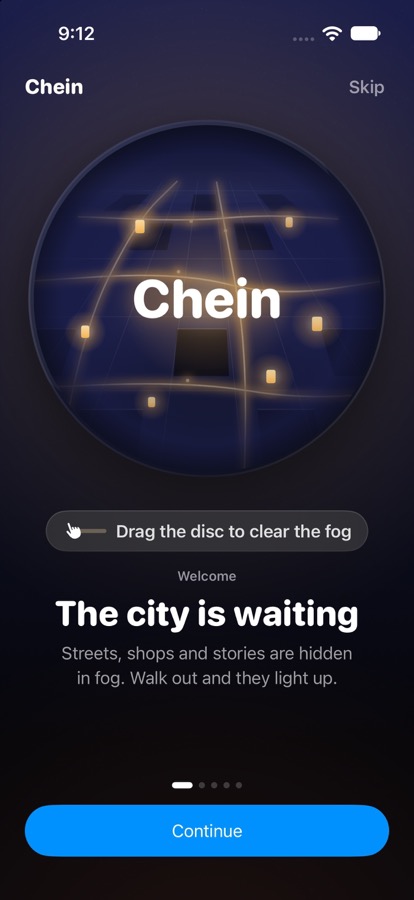 9:12
Chein
Skip
Chein
Drag the disc to clear the fog
Welcome
The city is waiting
Streets, shops and stories are hidden
in fog. Walk out and they light up.
Continue